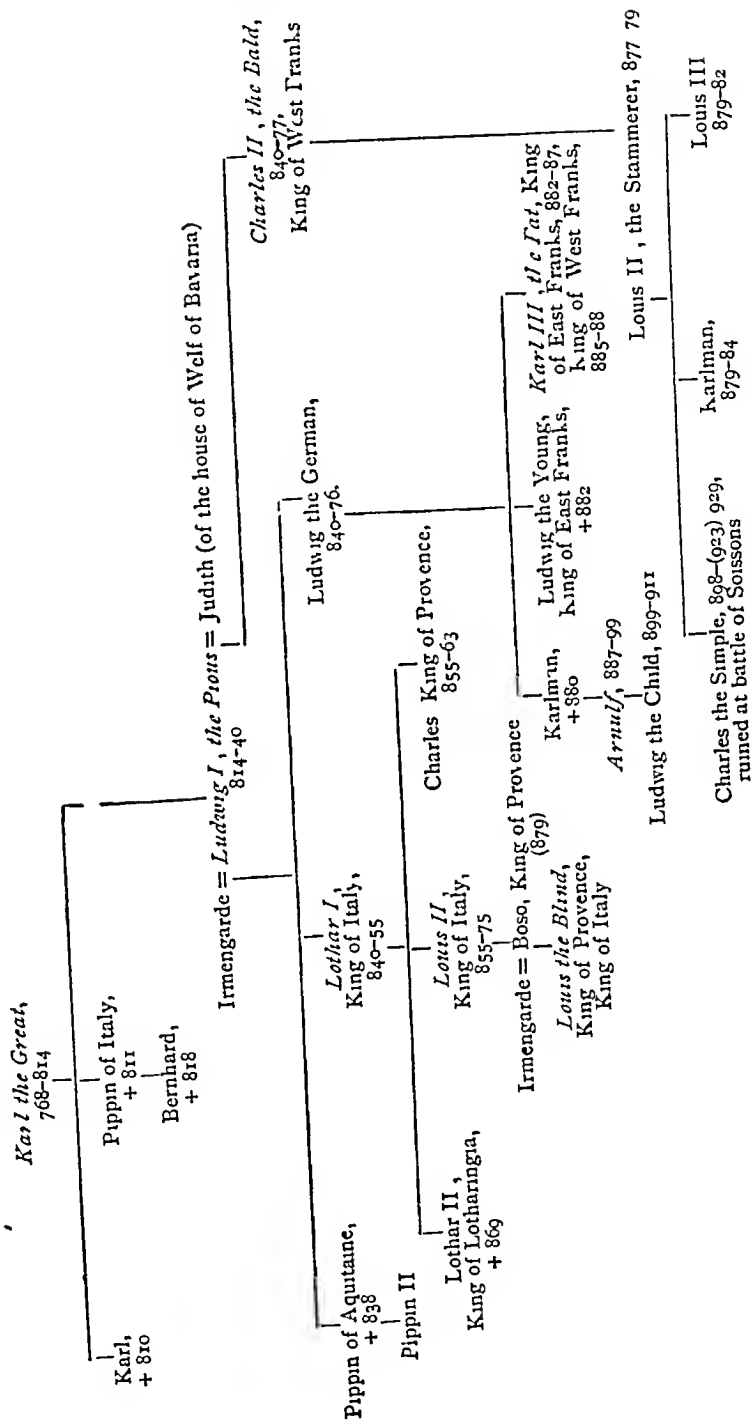 Karl the Great,
768-814
Karl,
+ 810
Pippin of Italy,
+ 811
Bernhard,
+ 818
Irmengarde = Ludwig I, the Pious = Judith (of the house of Welf of Bavaria)
814-40
Pippin of Aquitaine,
+ 838
Pippin II
Lothar I,
King of Italy,
840-55
Ludwig the German,
840-76.
Charles II, the Bald,
840-77,
King of West Franks
Lothar II,
King of Lotharingia,
+ 869
Louis II,
King of Italy,
855-75
Charles King of Provence,
855-63
Irmengarde = Boso, King of Provence
(879)
Louis the Blind,
King of Provence,
King of Italy
Karlman,
+880
Arnulf, 887-99
Ludwig the Child, 899-911
Ludwig the Young,
King of East Franks,
+882
Karl III, the Fat, King
of East Franks, 882-87,
King of West Franks,
885-88
Louis II, the Stammerer, 877 79
Charles the Simple, 898-(923) 929,
ruined at battle of Soissons
Karlman,
879-84
Louis III
879-82